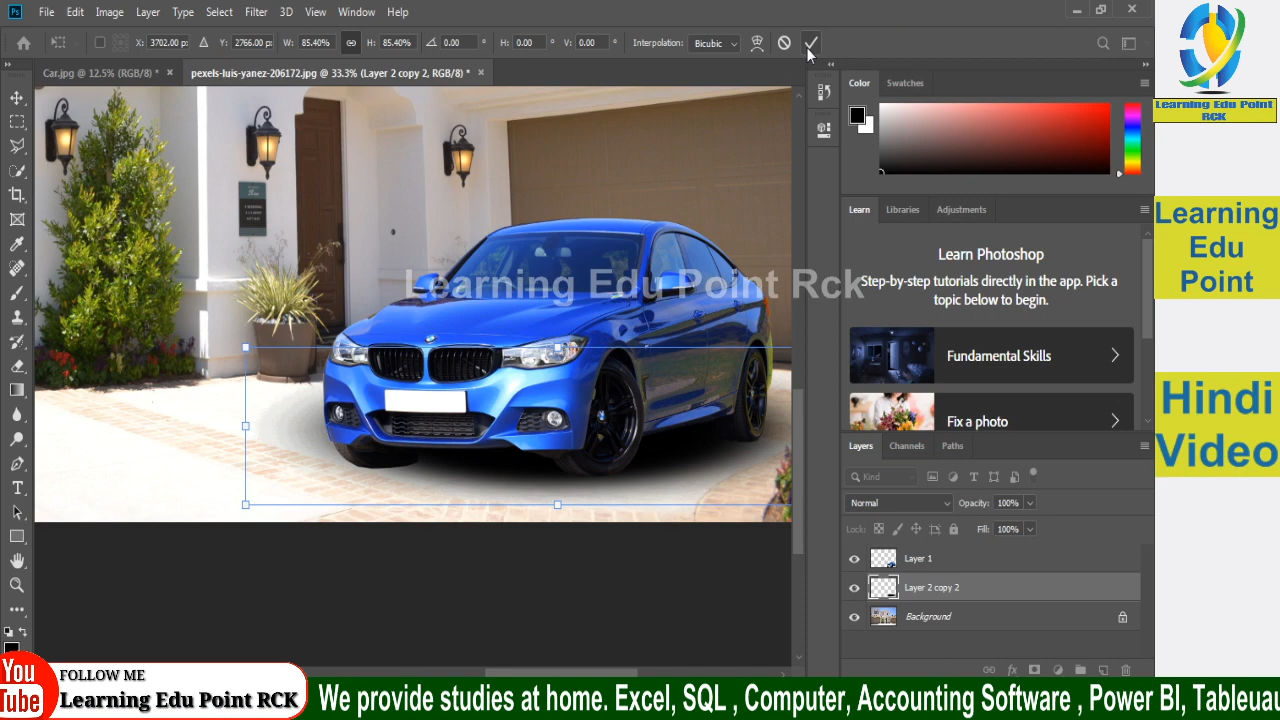 Ps File Edit Image Layer Type Select Filter 3D View Window Help
X: 3702.00 px Y: 2766.00 px W: 85.40% H: 85.40% 0.00 ° H: 0.00 ° V: 0.00 ° Interpolation: Bicubic
Car.jpg @ 12.5% (RGB/8) * × pexels-luis-yanez-206172.jpg @ 33.3% (Layer 2 copy 2, RGB/8) * ×
Color Swatches
Learn Libraries Adjustments
Learn Photoshop
Step-by-step tutorials directly in the app. Pick a
topic below to begin.
Fundamental Skills
Fix a photo
Layers Channels Paths
Kind
Normal Opacity: 100%
Lock: Fill: 100%
Layer 1
Layer 2 copy 2
Background
Learning Edu Point Rck
Learning Edu Point
RCK
Learning
Edu
Point
Hindi
Video
You
Tube
FOLLOW ME
Learning Edu Point RCK
We provide studies at home. Excel, SQL , Computer, Accounting Software , Power BI, Tableuau